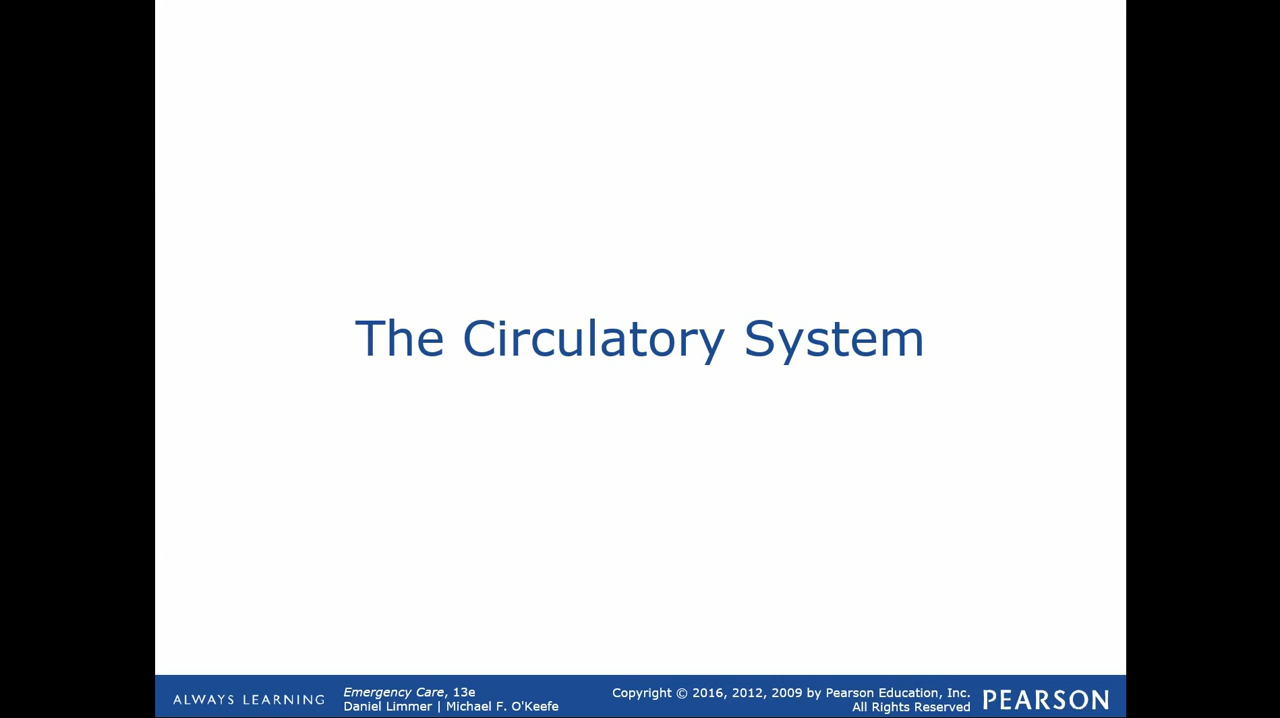 The Circulatory System
ALWAYS LEARNING
Emergency Care, 13e
Daniel Limmer | Michael F. O'Keefe
Copyright © 2016, 2012, 2009 by Pearson Education, Inc.
All Rights Reserved
PEARSON